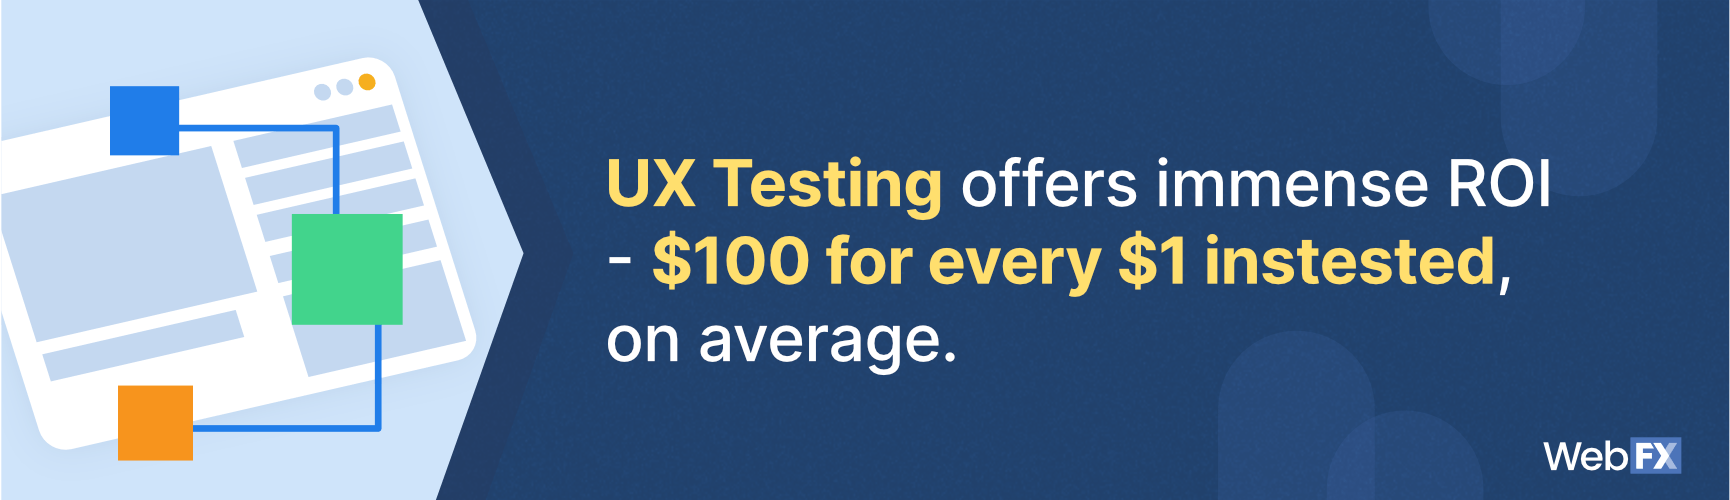 UX Testing offers immense ROI
- $100 for every $1 instested,
on average.
WebFX